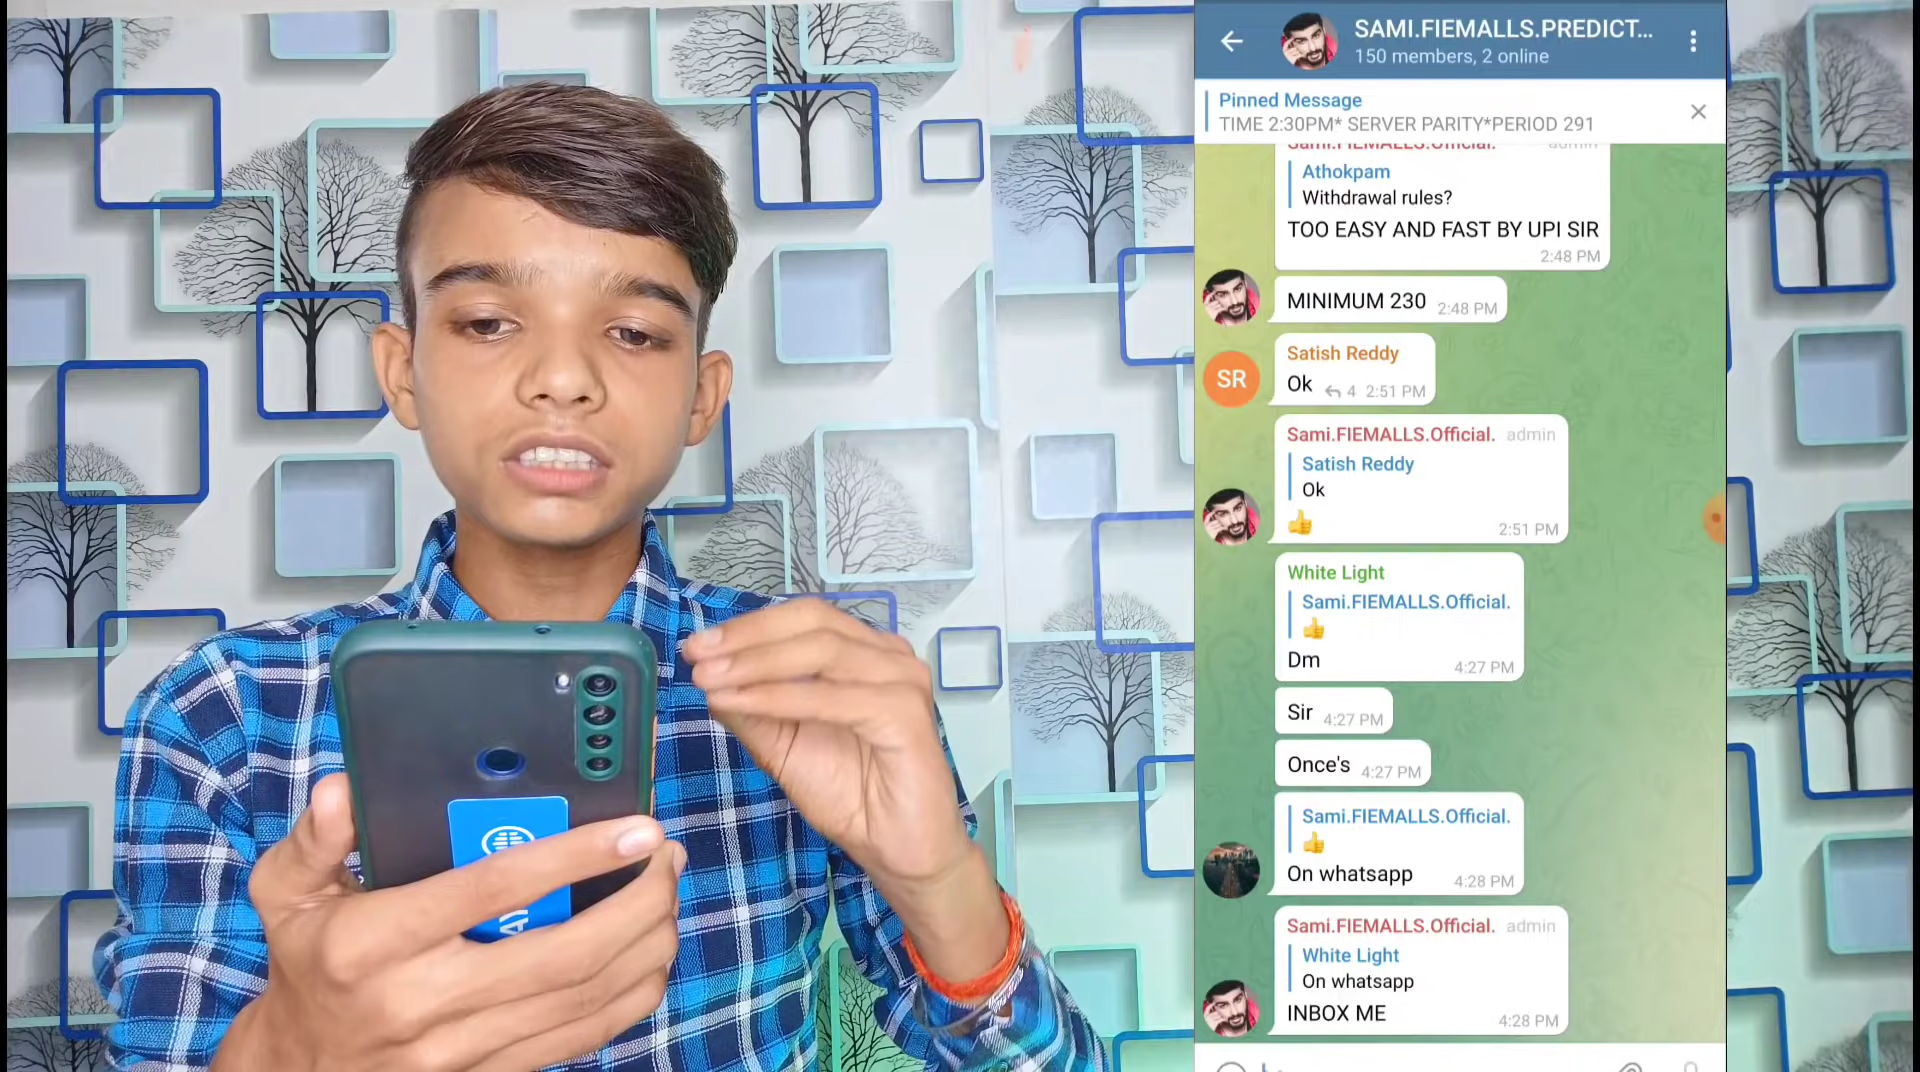 SAMI.FIEMALLS.PREDICT...
150 members, 2 online
Pinned Message
TIME 2:30PM* SERVER PARITY*PERIOD 291
Sami.FIEMALLS.Official. admin
Athokpam
Withdrawal rules?
TOO EASY AND FAST BY UPI SIR
2:48 PM
MINIMUM 230 2:48 PM
Satish Reddy
SR
Ok 4 2:51 PM
Sami.FIEMALLS.Official. admin
Satish Reddy
Ok
👍
2:51 PM
White Light
Sami.FIEMALLS.Official.
👍
Dm 4:27 PM
Sir 4:27 PM
Once's 4:27 PM
Sami.FIEMALLS.Official.
👍
On whatsapp 4:28 PM
Sami.FIEMALLS.Official. admin
White Light
On whatsapp
INBOX ME 4:28 PM